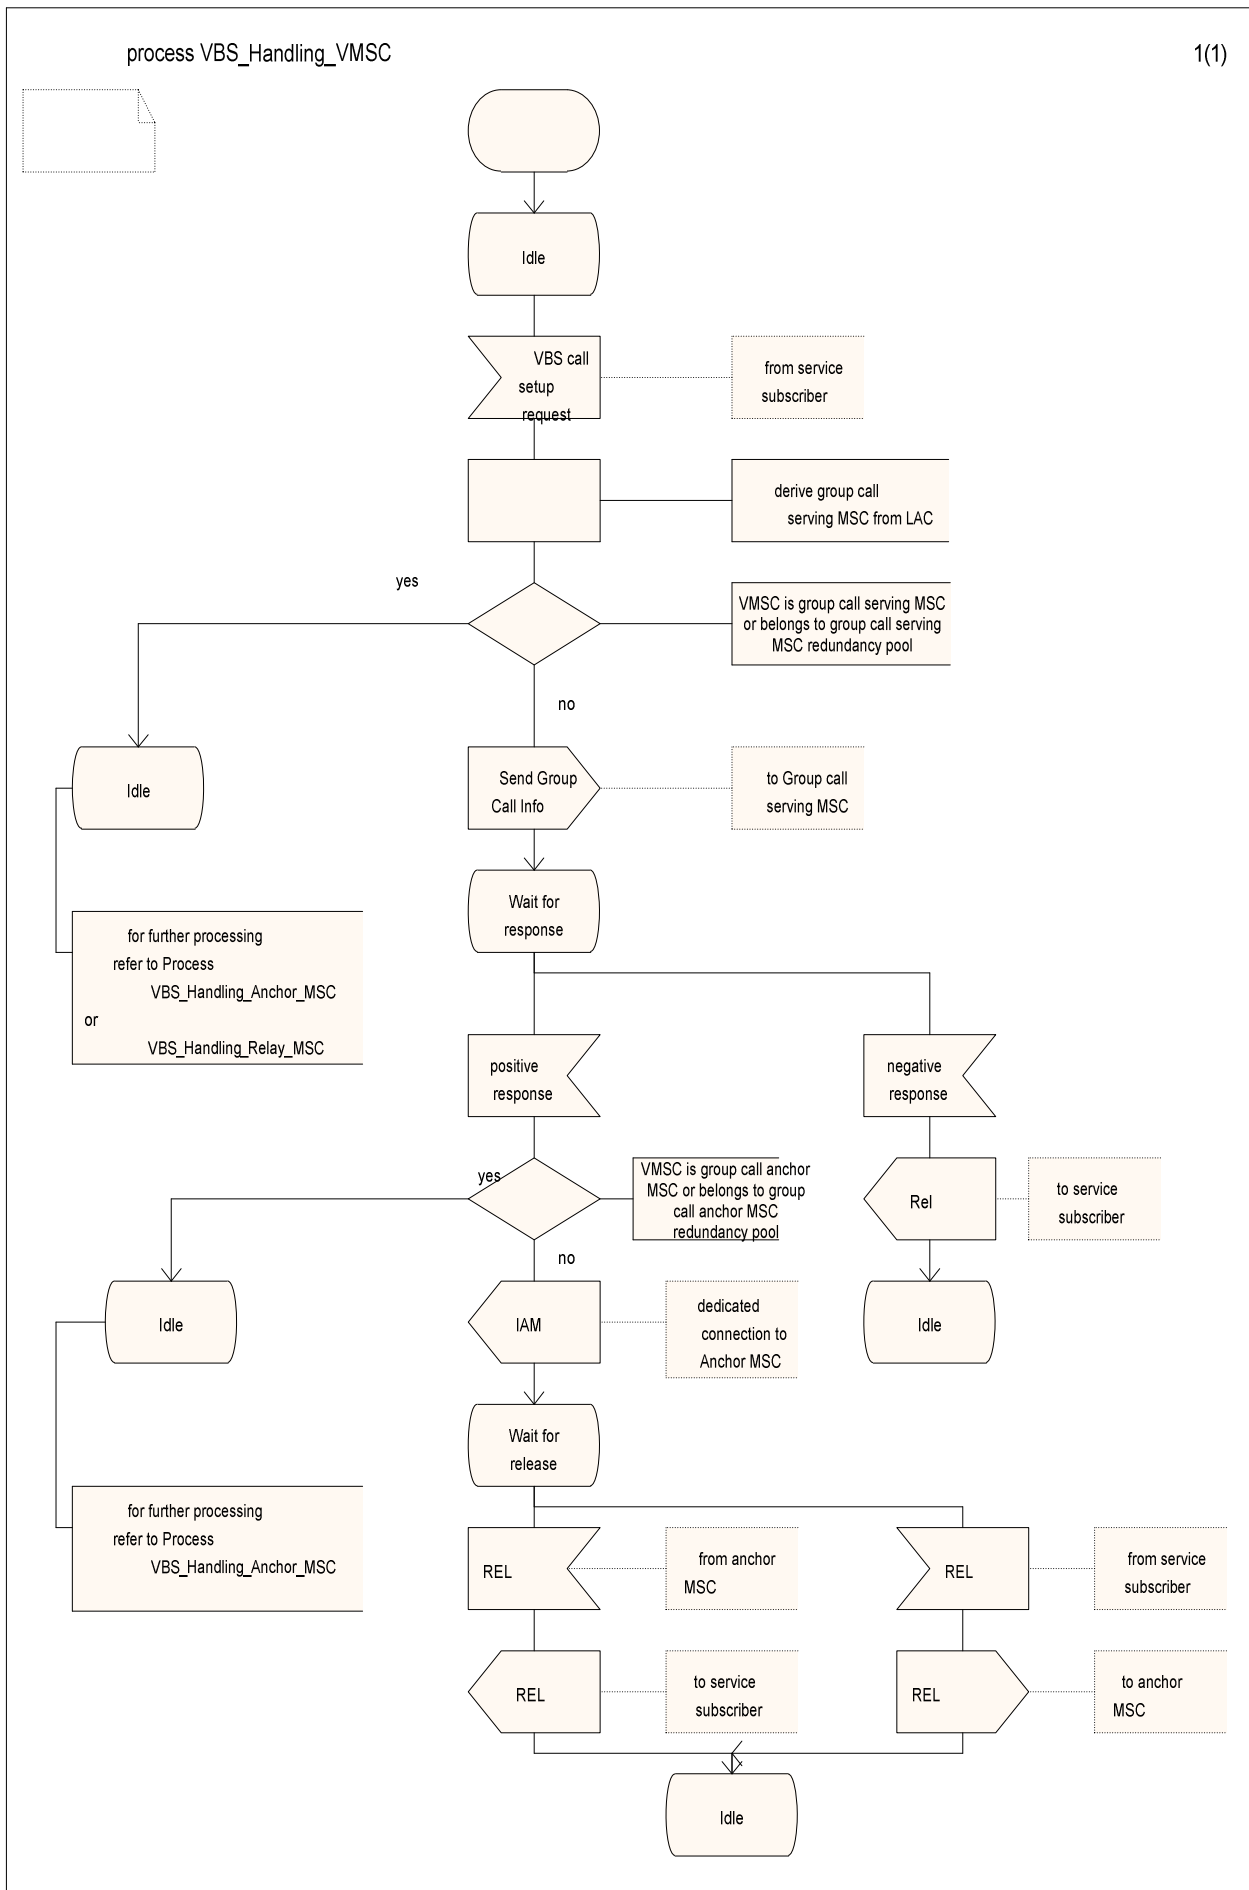 process VBS_Handling_VMSC
1(1)
Idle
VBS call
setup
request
from service
subscriber
derive group call
serving MSC from LAC
yes
VMSC is group call serving MSC
or belongs to group call serving
MSC redundancy pool
no
Idle
Send Group
Call Info
to Group call
serving MSC
Wait for
response
for further processing
refer to Process
VBS_Handling_Anchor_MSC
or
VBS_Handling_Relay_MSC
positive
response
negative
response
yes
VMSC is group call anchor
MSC or belongs to group
call anchor MSC
redundancy pool
Rel
to service
subscriber
no
Idle
IAM
dedicated
connection to
Anchor MSC
Idle
Wait for
release
for further processing
refer to Process
VBS_Handling_Anchor_MSC
REL
from anchor
MSC
REL
from service
subscriber
REL
to service
subscriber
REL
to anchor
MSC
Idle